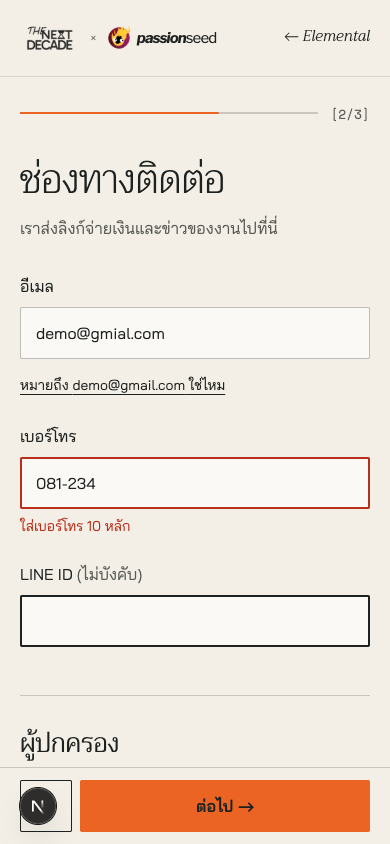 THE NEXT DECADE × passionseed ← Elemental
[2/3]
ช่องทางติดต่อ
เราส่งลิงก์จ่ายเงินและข่าวของงานไปที่นี่
อีเมล
demo@gmial.com
หมายถึง demo@gmail.com ใช่ไหม
เบอร์โทร
081-234
ใส่เบอร์โทร 10 หลัก
LINE ID (ไม่บังคับ)
ผู้ปกครอง
N
ต่อไป →